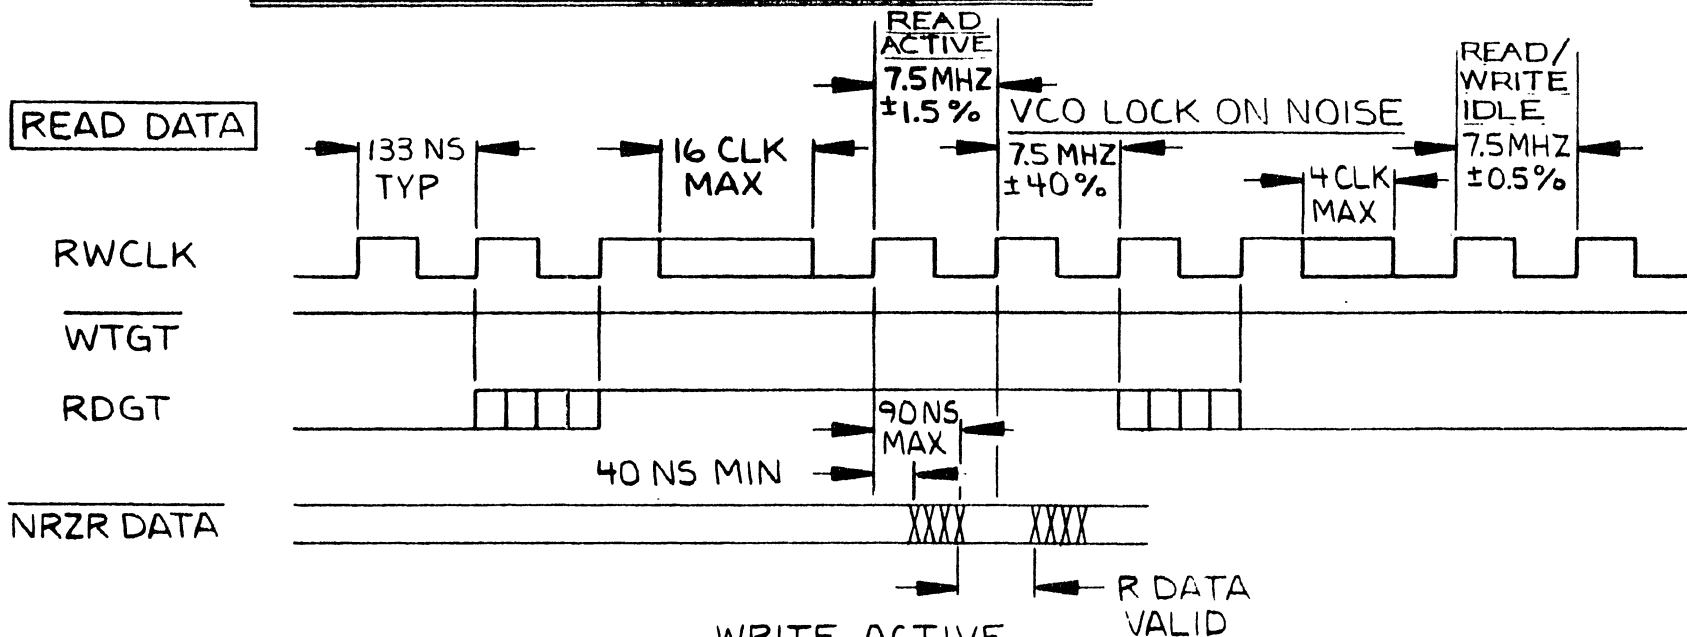 READ
ACTIVE
7.5 MHZ
±1.5%
READ/
WRITE
IDLE
7.5MHZ
±0.5%
READ DATA
VCO LOCK ON NOISE
133 NS
TYP
16 CLK
MAX
7.5 MHZ
±40%
4 CLK
MAX
RWCLK
WTGT
RDGT
90 NS
MAX
40 NS MIN
NRZR DATA
R DATA
VALID
WRITE ACTIVE